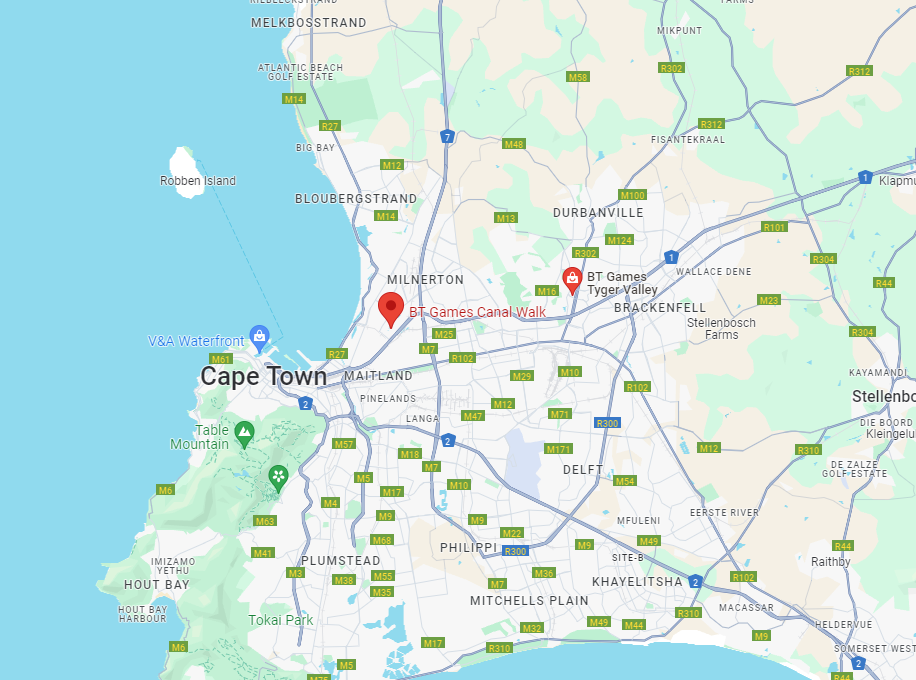 MELKBOSSTRAND
MIKPUNT
ATLANTIC BEACH
GOLF ESTATE
R302
R312
M58
M14
R27
R312
7
BIG BAY
M48
FISANTEKRAAL
M12
Robben Island
1
Klapmu
BLOUBERGSTRAND
M100
M14
M13
DURBANVILLE
R101
M124
R302
1
R304
WALLACE DENE
MILNERTON
BT Games
Tyger Valley
R44
M16
M23
BT Games Canal Walk
BRACKENFELL
Stellenbosch
Farms
M25
R304
V&A Waterfront
M7
R27
R102
M61
Cape Town
MAITLAND
M29
M10
KAYAMANDI
R102
PINELANDS
Stellenbo
2
M12
LANGA
M47
M71
R300
DIE BOORD
Kleingelu
Table
Mountain
M57
2
M171
M12
R310
M18
M7
DELFT
DE ZALZE
GOLF ESTATE
M5
M54
M6
M17
M10
M4
M63
M9
M9
MFULENI
EERSTE RIVER
M22
M68
M49
PHILIPPI
R300
M9
R44
M41
SITE-B
IMIZAMO
YETHU
PLUMSTEAD
Raithby
M3
M38
M55
M36
R102
HOUT BAY
M7
KHAYELITSHA
2
M35
MITCHELLS PLAIN
HOUT BAY
HARBOUR
MACASSAR
R310
Tokai Park
M49
M44
HELDERVUE
M32
M9
M6
M17
R310
SOMERSET WEST
M5
2
R44